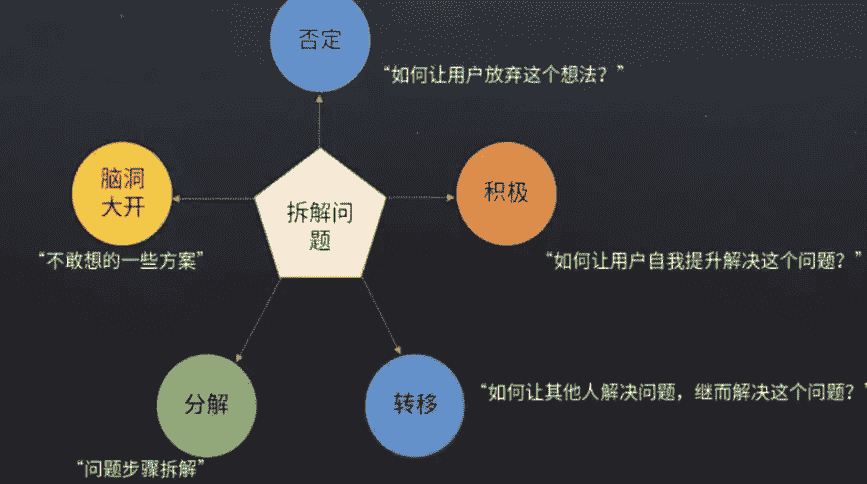 否定
“如何让用户放弃这个想法？”
脑洞
大开
“不敢想的一些方案”
拆解问
题
积极
“如何让用户自我提升解决这个问题？”
分解
“问题步骤拆解”
转移
“如何让其他人解决问题，继而解决这个问题？”